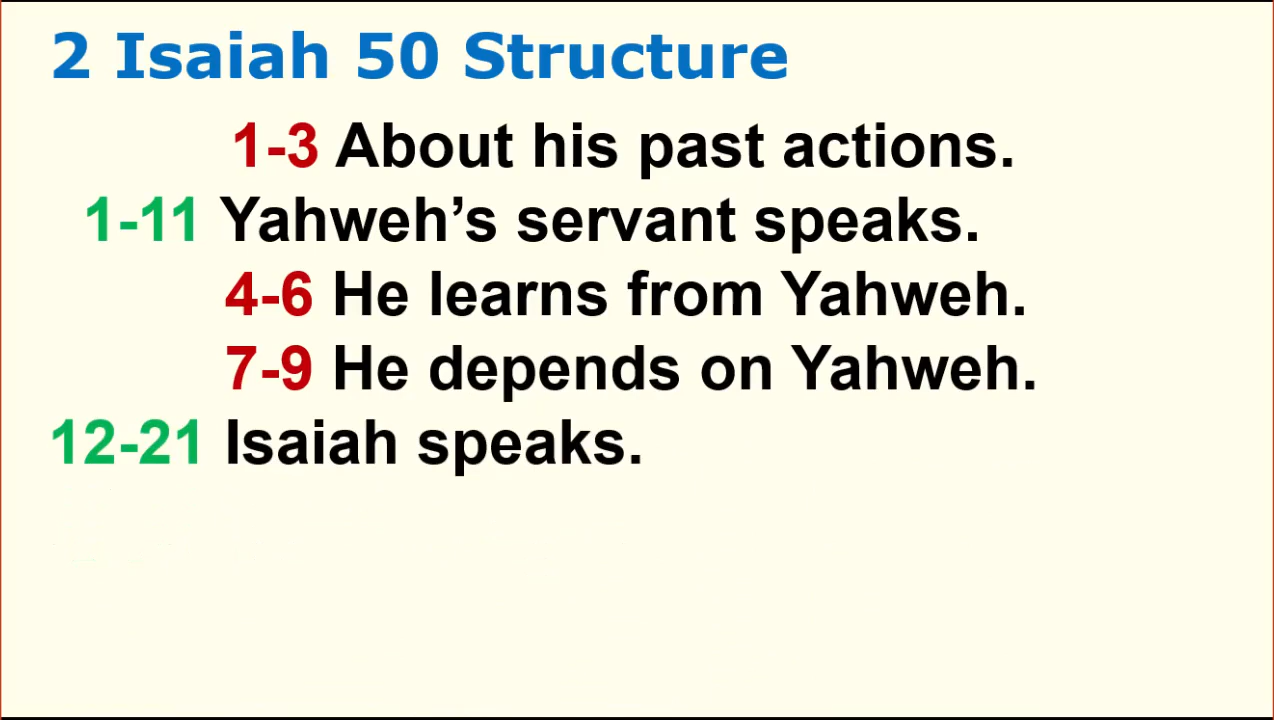 2 Isaiah 50 Structure
1-3 About his past actions.
1-11 Yahweh’s servant speaks.
4-6 He learns from Yahweh.
7-9 He depends on Yahweh.
12-21 Isaiah speaks.